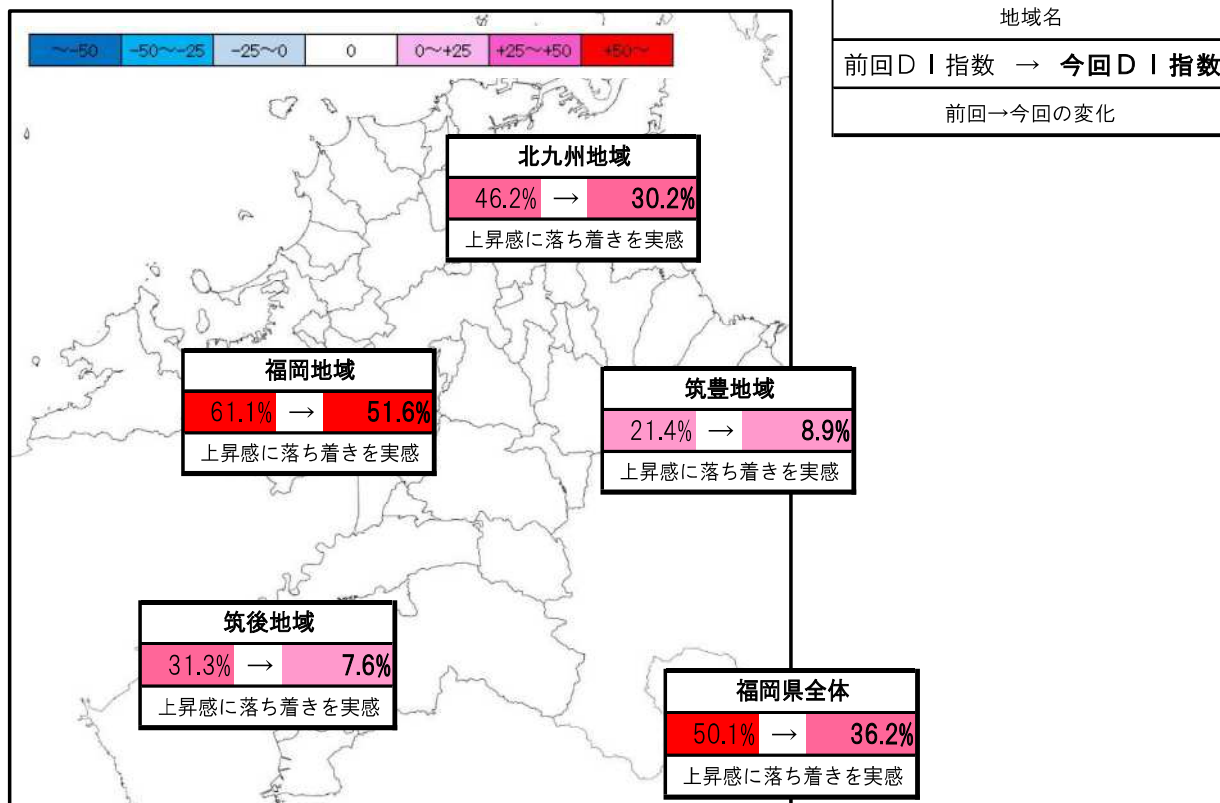 ～-50 -50～-25 -25～0 0 0～+25 +25～+50 +50～
地域名
前回ＤＩ指数 → 今回ＤＩ指数
前回→今回の変化
北九州地域
46.2% → 30.2%
上昇感に落ち着きを実感
福岡地域
61.1% → 51.6%
上昇感に落ち着きを実感
筑豊地域
21.4% → 8.9%
上昇感に落ち着きを実感
筑後地域
31.3% → 7.6%
上昇感に落ち着きを実感
福岡県全体
50.1% → 36.2%
上昇感に落ち着きを実感